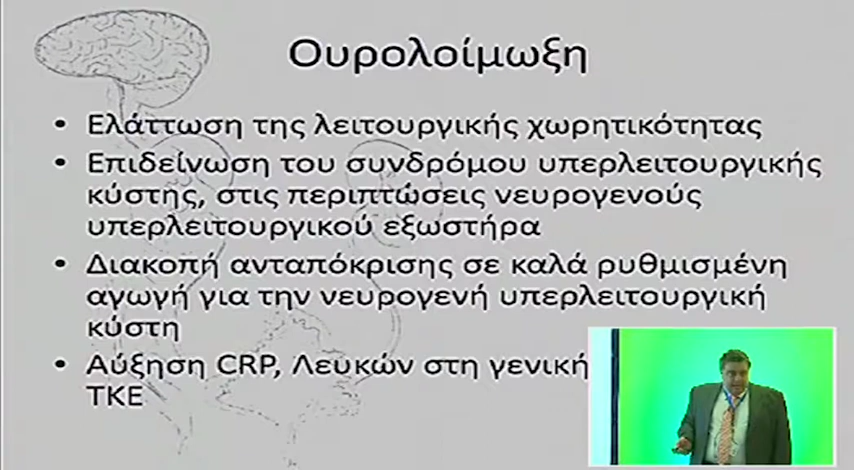 Ουρολοίμωξη
• Ελάττωση της λειτουργικής χωρητικότητας
• Επιδείνωση του συνδρόμου υπερλειτουργικής
κύστης, στις περιπτώσεις νευρογενούς
υπερλειτουργικού εξωστήρα
• Διακοπή ανταπόκρισης σε καλά ρυθμισμένη
αγωγή για την νευρογενή υπερλειτουργική
κύστη
• Αύξηση CRP, Λευκών στη γενική
ΤΚΕ